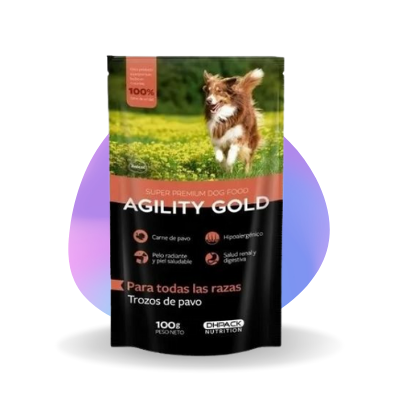 100%
SUPER PREMIUM DOG FOOD
AGILITY GOLD
Carne de pavo
Hipoalergénico
Pelo radiante
y piel saludable
Salud renal y
digestiva
Para todas las razas
Trozos de pavo
100g
PESO NETO
OHPACK
NUTRITION